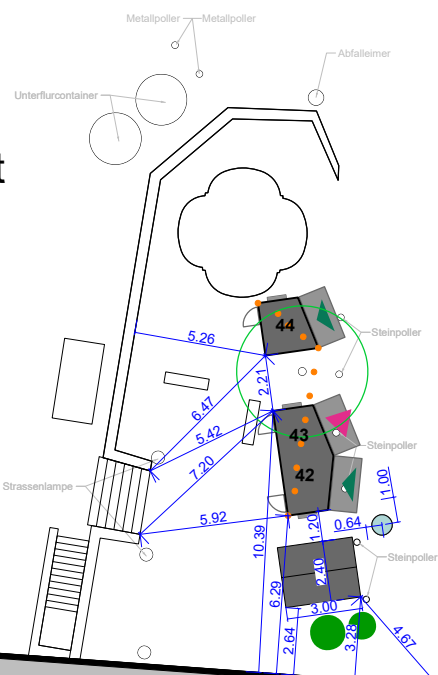 Metallpoller
Metallpoller
Abfalleimer
Unterflurcontainer
t
44
Steinpoller
5.26
2.21
6.47
5.42
43
Steinpoller
7.20
42
Strassenlampe
1.00
5.92
10.39
1.20
0.64
Steinpoller
2.40
6.29
3.00
2.64
3.28
4.67